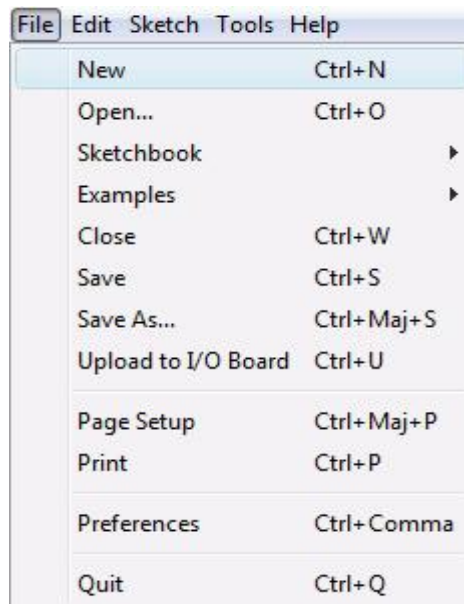 File Edit Sketch Tools Help
New Ctrl+N
Open... Ctrl+O
Sketchbook
Examples
Close Ctrl+W
Save Ctrl+S
Save As... Ctrl+Maj+S
Upload to I/O Board Ctrl+U
Page Setup Ctrl+Maj+P
Print Ctrl+P
Preferences Ctrl+Comma
Quit Ctrl+Q